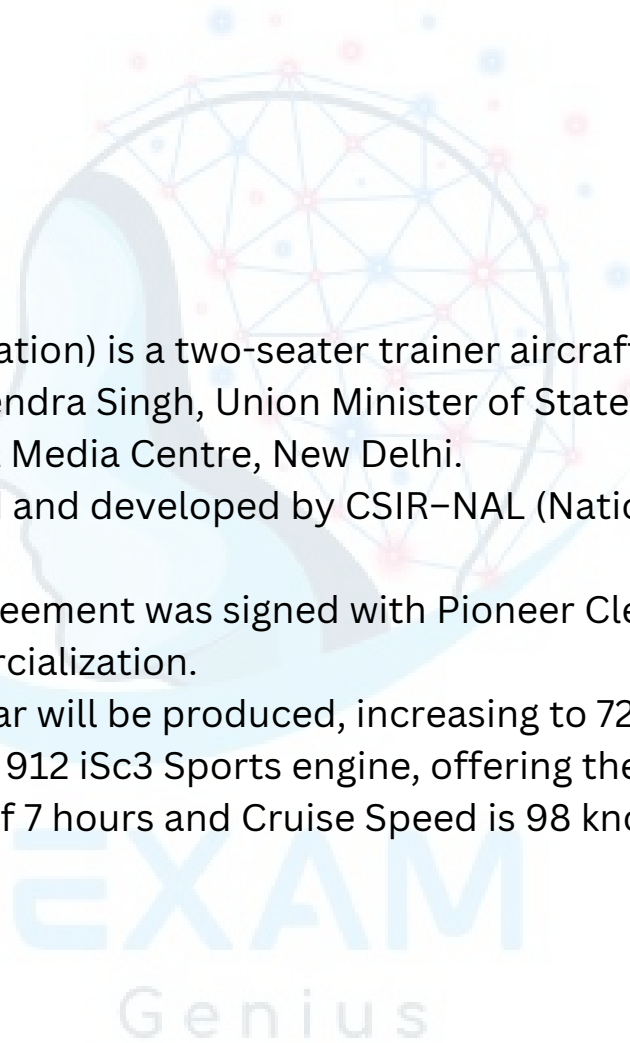 ation) is a two-seater trainer aircraf
endra Singh, Union Minister of State
Media Centre, New Delhi.
and developed by CSIR–NAL (Natio
eement was signed with Pioneer Cle
rcialization.
ar will be produced, increasing to 72
912 iSc3 Sports engine, offering the
f 7 hours and Cruise Speed is 98 kno
EXAM
Genius